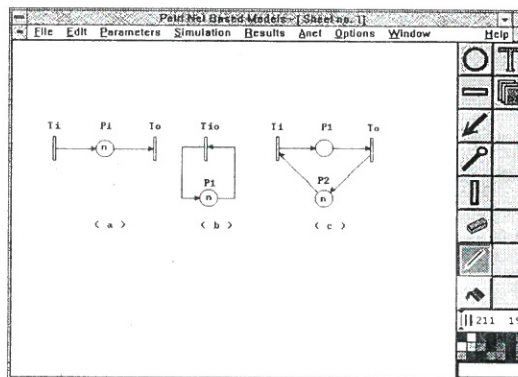 Petri Net Based Models - [ Sheet no. 1]
File Edit Parameters Simulation Results Anet Options Window Help
T
Ti Pi To Tio Ti P1 To
n
P1 P2
n n
( a ) ( b ) ( c )
211